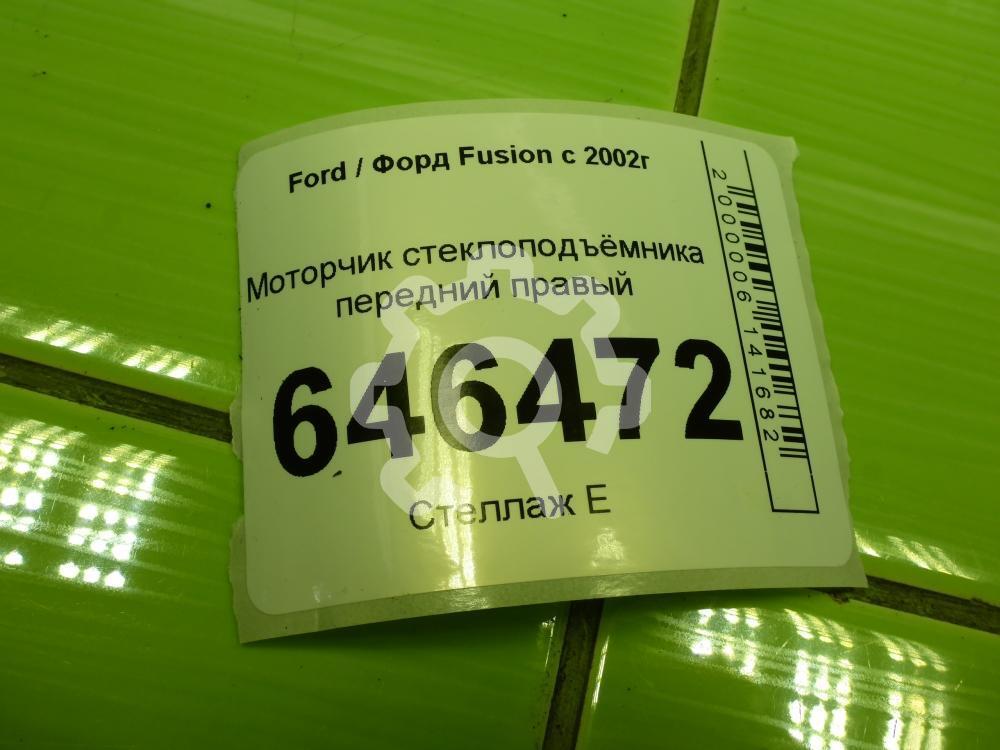 Ford / Форд Fusion с 2002г
Моторчик стеклоподъёмника
передний правый
646472
Стеллаж Е
2000006141682